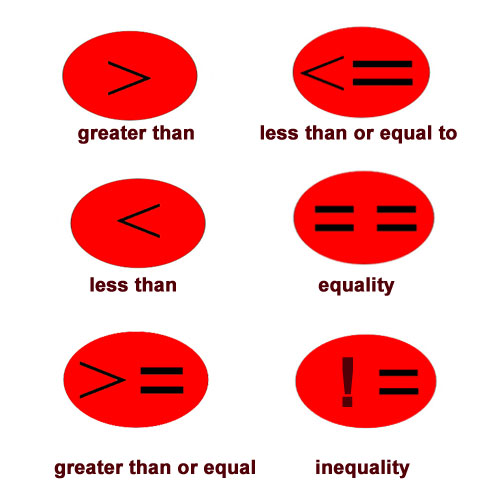 > <=
greater than less than or equal to
< = =
less than equality
>= ! =
greater than or equal inequality